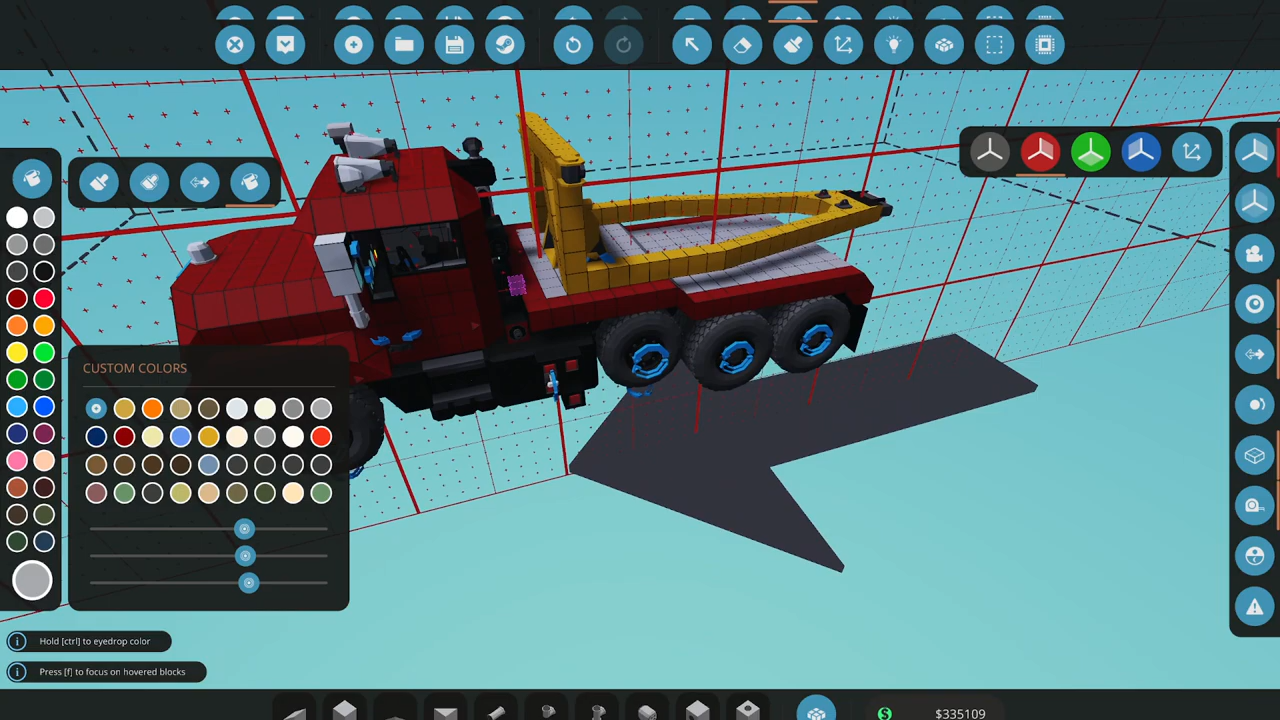 CUSTOM COLORS
Hold [ctrl] to eyedrop color
Press [f] to focus on hovered blocks
$335109